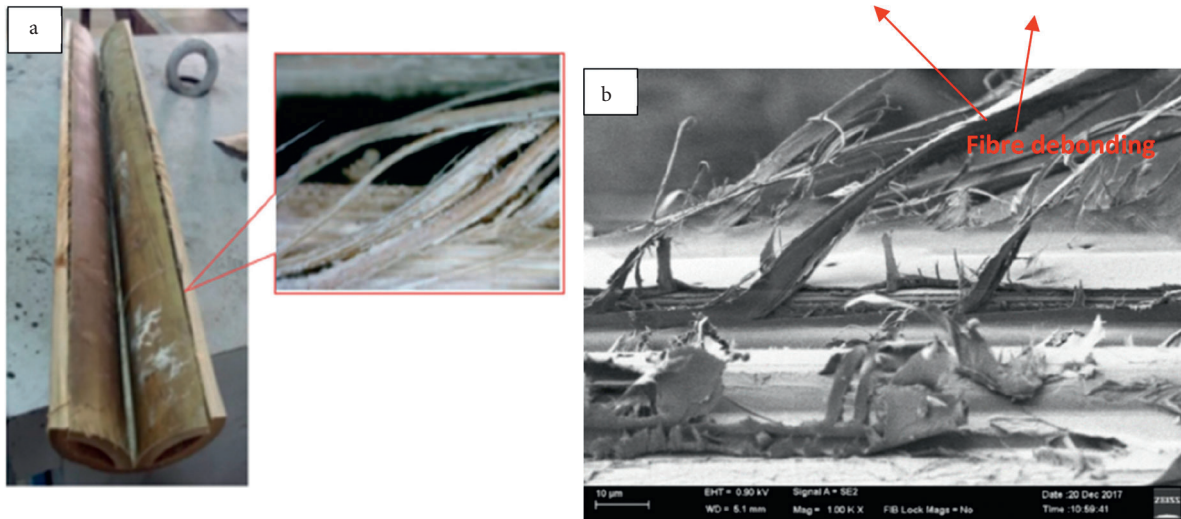 a
b
Fibre debonding
10 µm
EHT = 0.90 kV Signal A = SE2 Date :20 Dec 2017
WD = 5.1 mm Mag = 1.00 K X FIB Lock Mags = No Time :10:59:41
ZEISS